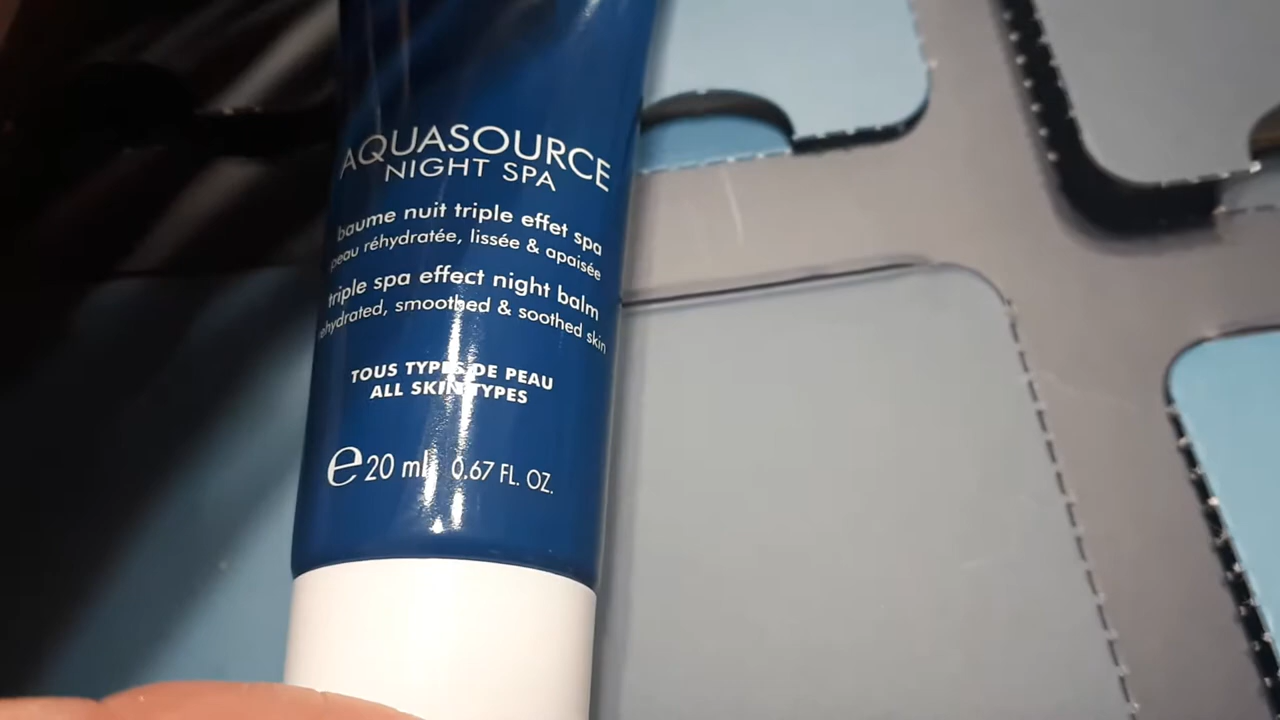 AQUASOURCE
NIGHT SPA
baume nuit triple effet spa
peau réhydratée, lissée & apaisée
triple spa effect night balm
rehydrated, smoothed & soothed skin
TOUS TYPES DE PEAU
ALL SKIN TYPES
e 20 ml 0.67 FL. OZ.